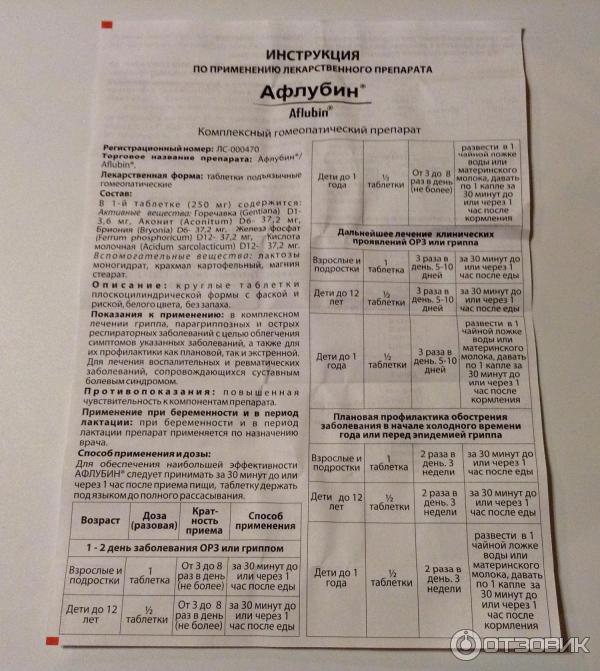 ИНСТРУКЦИЯ
ПО ПРИМЕНЕНИЮ ЛЕКАРСТВЕННОГО ПРЕПАРАТА
Афлубин®
Aflubin®
Комплексный гомеопатический препарат
Регистрационный номер: ЛС-000470
Торговое название препарата: Афлубин®/
Aflubin®.
Лекарственная форма: таблетки подъязычные
гомеопатические
Состав:
В 1-й таблетке (250 мг) содержится:
Активные вещества: Горечавка (Gentiana) D1-
3,6 мг, Аконит (Aconitum) D6- 37,2 мг,
Бриония (Bryonia) D6- 37,2 мг, Железа фосфат
(Ferrum phosphoricum) D12- 37,2 мг, Кислота
молочная (Acidum sarcolacticum) D12- 37,2 мг.
Вспомогательные вещества: лактозы
моногидрат, крахмал картофельный, магния
стеарат.
Описание: круглые таблетки
плоскоцилиндрической формы с фаской и
риской, белого цвета, без запаха.
Показания к применению: в комплексном
лечении гриппа, парагриппозных и острых
респираторных заболеваний с целью облегчения
симптомов указанных заболеваний, а также для
их профилактики как плановой, так и экстренной.
Для лечения воспалительных и ревматических
заболеваний, сопровождающихся суставным
болевым синдромом.
Противопоказания: повышенная
чувствительность к компонентам препарата.
Применение при беременности и в период
лактации: при беременности и в период
лактации препарат применяется по назначению
врача.
Способ применения и дозы:
Для обеспечения наибольшей эффективности
АФЛУБИН® следует принимать за 30 минут до или
через 1 час после приема пищи, таблетку держать
под языком до полного рассасывания.
Возраст Доза (разовая) Крат-ность приема Способ применения
1 - 2 день заболевания ОРЗ или гриппом
Взрослые и подростки 1 таблетка От 3 до 8 раз в день (не более) за 30 минут до или через 1 час после еды
Дети до 12 лет ½ таблетки От 3 до 8 раз в день (не более) за 30 минут до или через 1 час после еды
Дети до 1 года ½ таблетки От 3 до 8 раз в день (не более) развести в 1 чайной ложке воды или материнского молока, давать по 1 капле за 30 минут до или через 1 час после кормления
Дальнейшее лечение клинических
проявлений ОРЗ или гриппа
Взрослые и подростки 1 таблетка 3 раза в день. 5-10 дней за 30 минут до или через 1 час после еды
Дети до 12 лет ½ таблетки 3 раза в день. 5-10 дней за 30 минут до или через 1 час после еды
Дети до 1 года ½ таблетки 3 раза в день. 5-10 дней развести в 1 чайной ложке воды или материнского молока, давать по 1 капле за 30 минут до или через 1 час после кормления
Плановая профилактика обострения
заболевания в начале холодного времени
года или перед эпидемией гриппа
Взрослые и подростки 1 таблетка 2 раза в день. 3 недели за 30 минут до или через 1 час после еды
Дети до 12 лет ½ таблетки 2 раза в день. 3 недели за 30 минут до или через 1 час после еды
Дети до 1 года ½ таблетки 2 раза в день. 3 недели развести в 1 чайной ложке воды или материнского молока, давать по 1 капле за 30 минут до или через 1 час после кормления
ОТЗОВИК